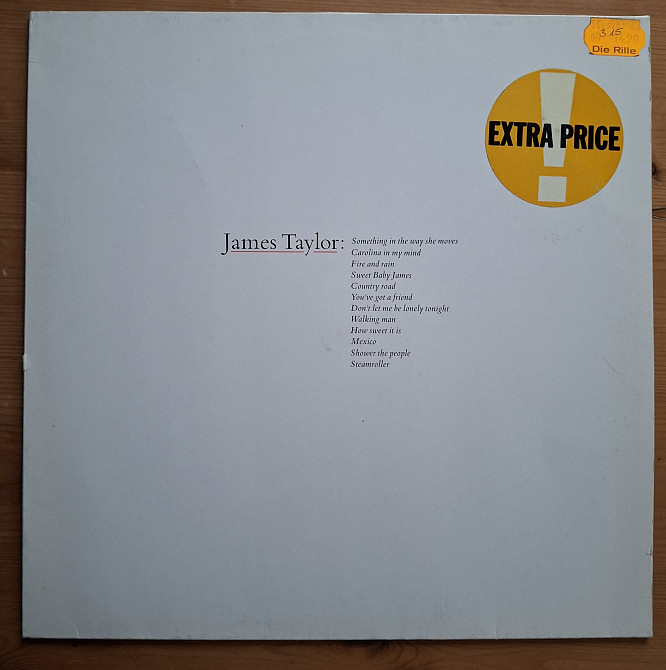 315
Die Rille
EXTRA PRICE
James Taylor:
Something in the way she moves
Carolina in my mind
Fire and rain
Sweet Baby James
Country road
You've got a friend
Don't let me be lonely tonight
Walking man
How sweet it is
Mexico
Shower the people
Steamroller